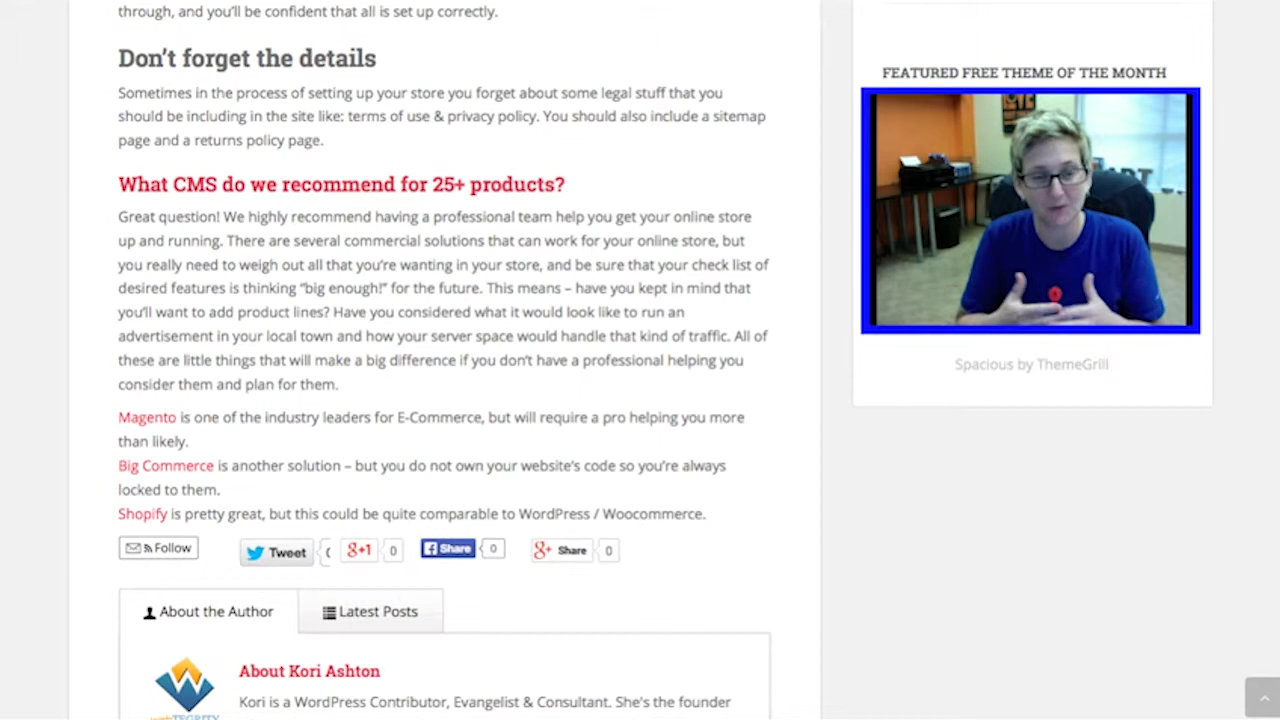 through, and you'll be confident that all is set up correctly.
Don't forget the details
Sometimes in the process of setting up your store you forget about some legal stuff that you
should be including in the site like: terms of use & privacy policy. You should also include a sitemap
page and a returns policy page.
What CMS do we recommend for 25+ products?
Great question! We highly recommend having a professional team help you get your online store
up and running. There are several commercial solutions that can work for your online store, but
you really need to weigh out all that you're wanting in your store, and be sure that your check list of
desired features is thinking "big enough!" for the future. This means – have you kept in mind that
you'll want to add product lines? Have you considered what it would look like to run an
advertisement in your local town and how your server space would handle that kind of traffic. All of
these are little things that will make a big difference if you don't have a professional helping you
consider them and plan for them.
Magento is one of the industry leaders for E-Commerce, but will require a pro helping you more
than likely.
Big Commerce is another solution – but you do not own your website's code so you're always
locked to them.
Shopify is pretty great, but this could be quite comparable to WordPress / Woocommerce.
Follow Tweet g+1 0 Share 0 g+ Share 0
About the Author Latest Posts
About Kori Ashton
Kori is a WordPress Contributor, Evangelist & Consultant. She's the founder
FEATURED FREE THEME OF THE MONTH
Spacious by ThemeGrill